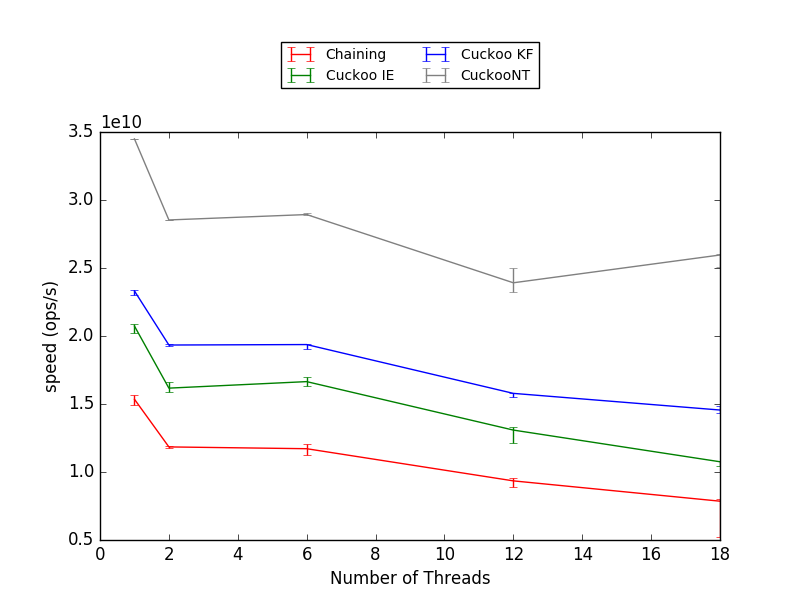 Chaining Cuckoo KF
Cuckoo IE CuckooNT
1e10
3.5
3.0
2.5
2.0
1.5
1.0
0.5
speed (ops/s)
0 2 4 6 8 10 12 14 16 18
Number of Threads